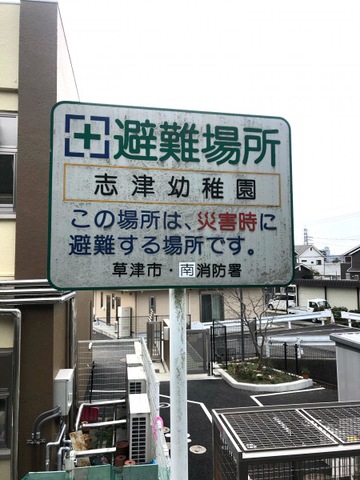 避難場所
志津幼稚園
この場所は、災害時に
避難する場所です。
草津市・南消防署